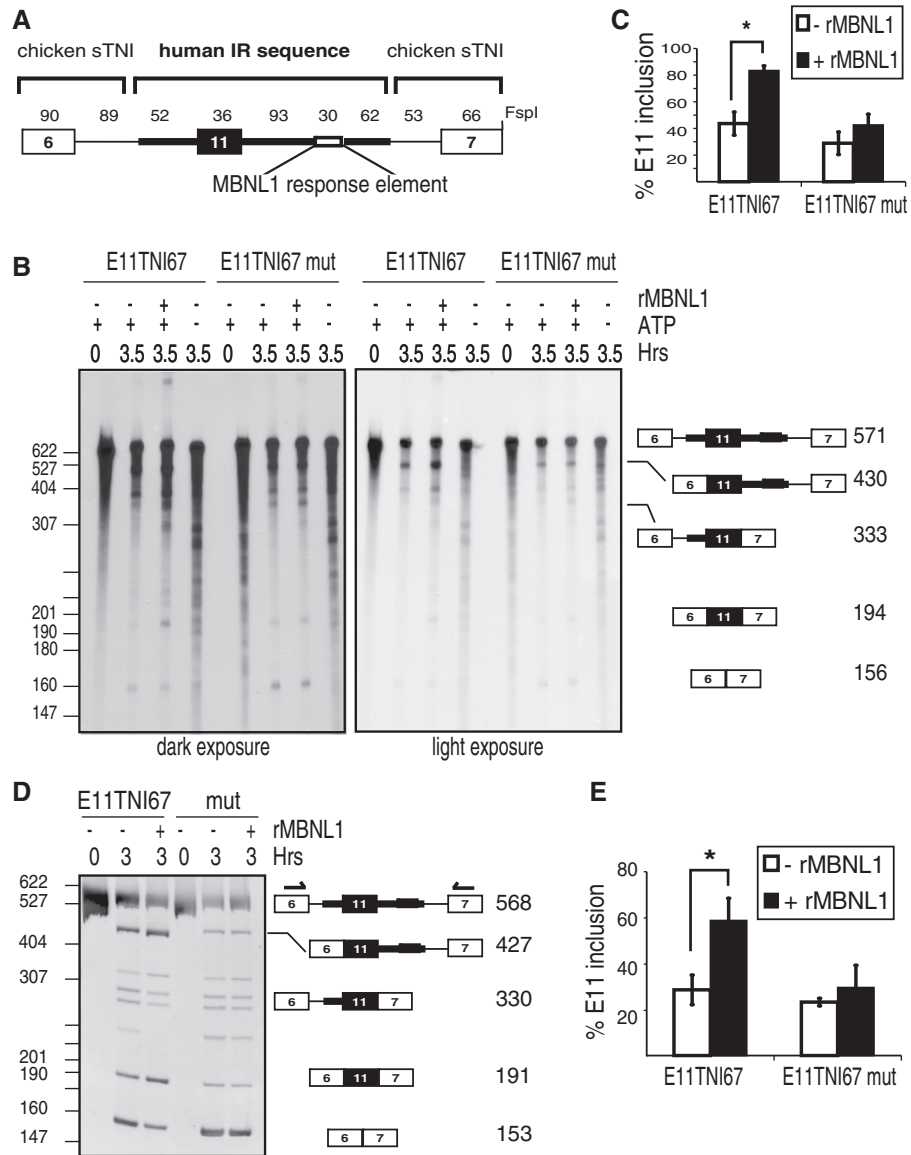 A
chicken sTNI human IR sequence chicken sTNI
90 89 52 36 93 30 62 53 66 FspI
6 11 7
MBNL1 response element
C
- rMBNL1
+ rMBNL1
*
% E11 inclusion
100
80
60
40
20
E11TNI67 E11TNI67 mut
B
E11TNI67 E11TNI67 mut E11TNI67 E11TNI67 mut
- - + - - - + - - - + - - - + - rMBNL1
+ + + - + + + - + + + - + + + - ATP
0 3.5 3.5 3.5 0 3.5 3.5 3.5 0 3.5 3.5 3.5 0 3.5 3.5 3.5 Hrs
622
527
404
307
201
190
180
160
147
6 11 7 571
6 11 7 430
6 11 7 333
6 11 7 194
6 7 156
dark exposure light exposure
D
E11TNI67 mut
- - + - - + rMBNL1
0 3 3 0 3 3 Hrs
622
527
404
307
201
190
160
147
6 11 7 568
6 11 7 427
6 11 7 330
6 11 7 191
6 7 153
E
- rMBNL1
+ rMBNL1
*
% E11 inclusion
80
60
40
20
E11TNI67 E11TNI67 mut